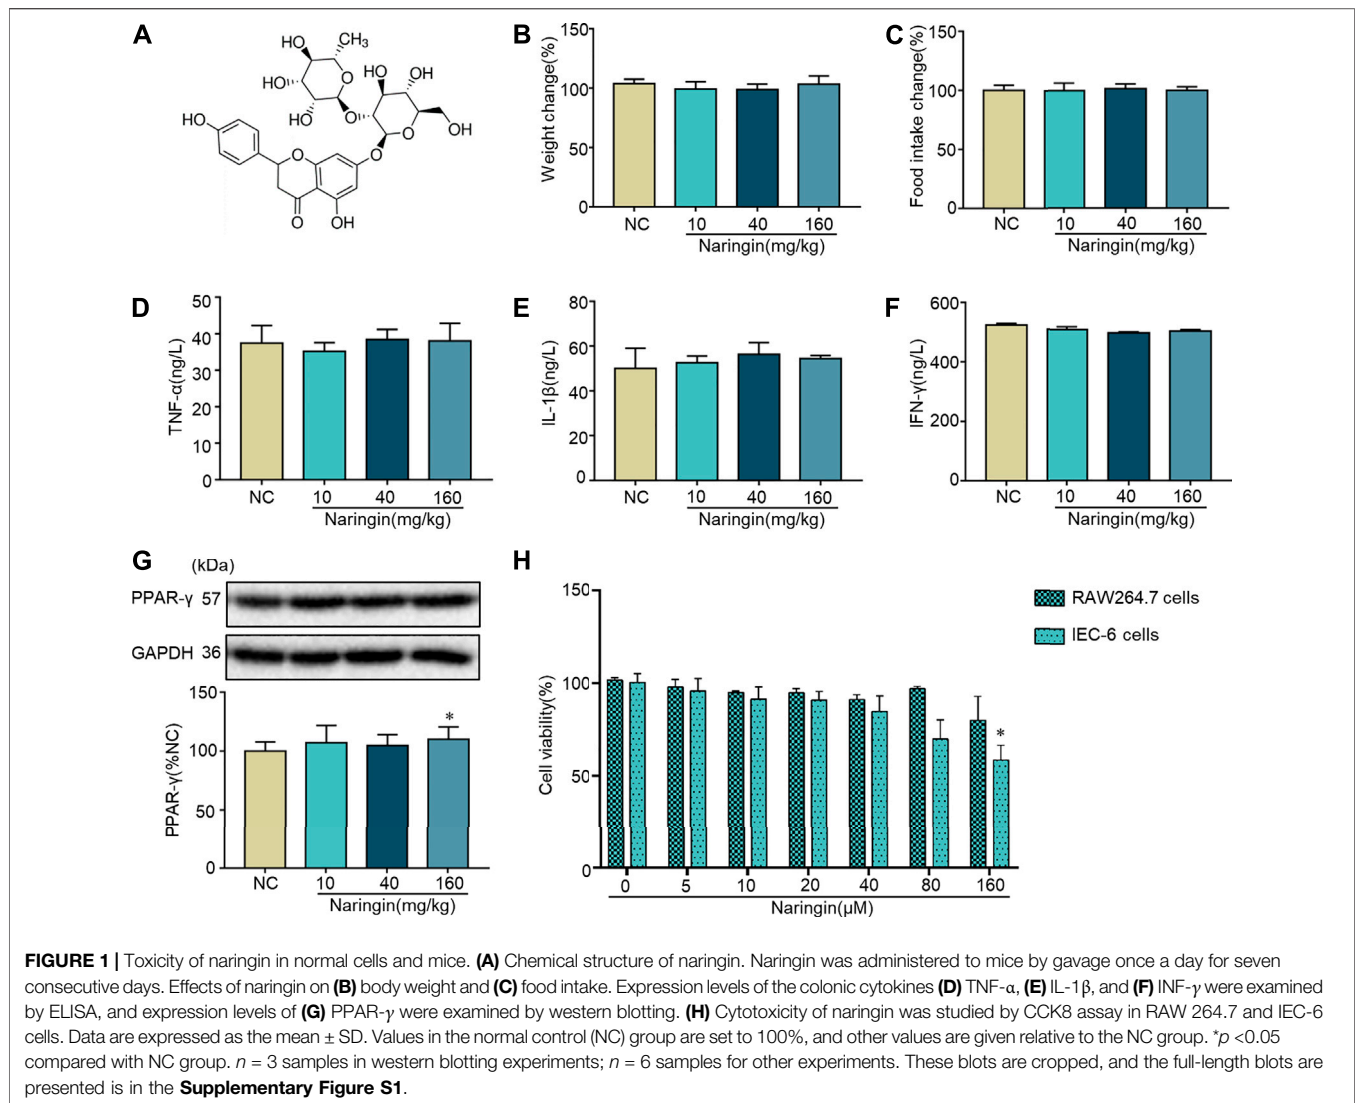 A
HO
CH₃
HO
HO
O
HO
OH
O
OH
O
HO
O
O
O
OH
B
Weight change(%)
150
100
50
0
NC
10
40
160
Naringin(mg/kg)
C
Food intake change(%)
150
100
50
0
NC
10
40
160
Naringin(mg/kg)
D
TNF-α(ng/L)
50
40
30
20
10
0
NC
10
40
160
Naringin(mg/kg)
E
IL-1β(ng/L)
80
60
40
20
0
NC
10
40
160
Naringin(mg/kg)
F
IFN-γ(ng/L)
600
400
200
0
NC
10
40
160
Naringin(mg/kg)
G
(kDa)
PPAR-γ 57
GAPDH 36
PPAR-γ(%NC)
150
100
50
0
*
NC
10
40
160
Naringin(mg/kg)
H
Cell viability(%)
150
100
50
0
*
0
5
10
20
40
80
160
Naringin(µM)
RAW264.7 cells
IEC-6 cells
FIGURE 1 | Toxicity of naringin in normal cells and mice. (A) Chemical structure of naringin. Naringin was administered to mice by gavage once a day for seven
consecutive days. Effects of naringin on (B) body weight and (C) food intake. Expression levels of the colonic cytokines (D) TNF-α, (E) IL-1β, and (F) INF-γ were examined
by ELISA, and expression levels of (G) PPAR-γ were examined by western blotting. (H) Cytotoxicity of naringin was studied by CCK8 assay in RAW 264.7 and IEC-6
cells. Data are expressed as the mean ± SD. Values in the normal control (NC) group are set to 100%, and other values are given relative to the NC group. *p <0.05
compared with NC group. n = 3 samples in western blotting experiments; n = 6 samples for other experiments. These blots are cropped, and the full-length blots are
presented is in the Supplementary Figure S1.